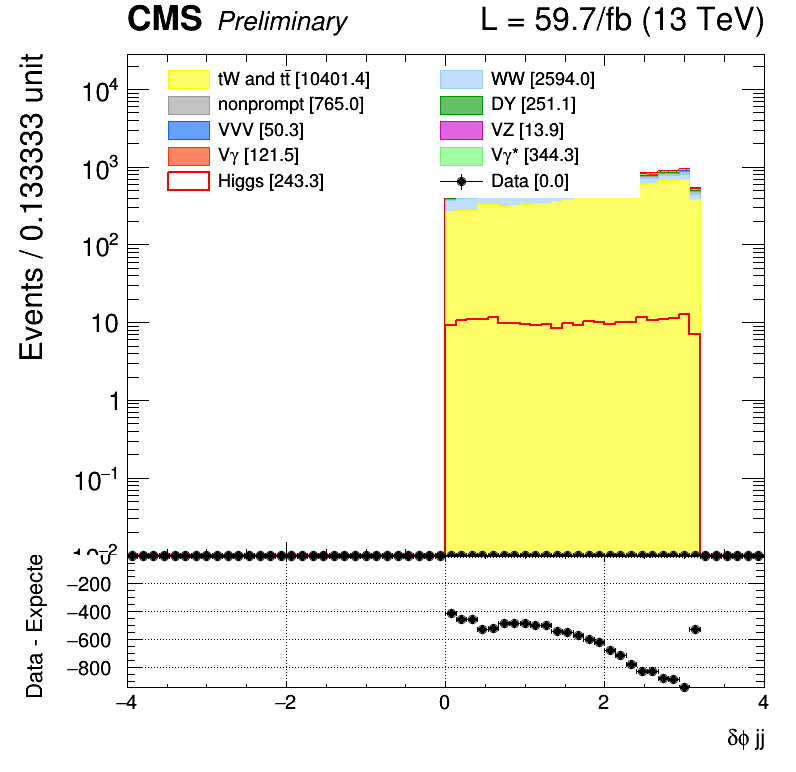 CMS Preliminary L = 59.7/fb (13 TeV)
Events / 0.133333 unit
tW and tt̄ [10401.4] WW [2594.0]
nonprompt [765.0] DY [251.1]
VVV [50.3] VZ [13.9]
Vγ [121.5] Vγ* [344.3]
Higgs [243.3] Data [0.0]
10⁴
10³
10²
10
1
10⁻¹
Data - Expecte
−200
−400
−600
−800
−4 −2 0 2 4
δϕ jj